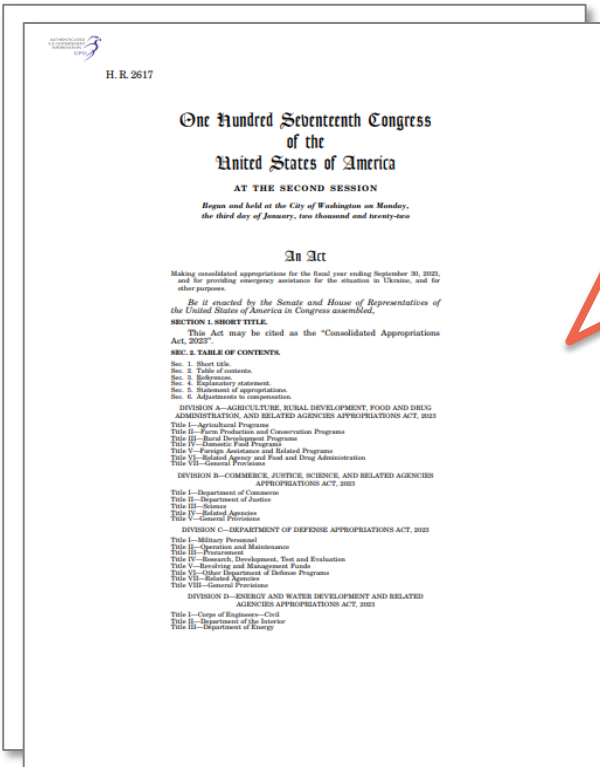 AUTHENTICATED
U.S. GOVERNMENT
INFORMATION
GPO
H. R. 2617
One Hundred Seventeenth Congress
of the
United States of America
AT THE SECOND SESSION
Begun and held at the City of Washington on Monday,
the third day of January, two thousand and twenty-two
An Act
Making consolidated appropriations for the fiscal year ending September 30, 2023,
and for providing emergency assistance for the situation in Ukraine, and for
other purposes.
Be it enacted by the Senate and House of Representatives of
the United States of America in Congress assembled,
SECTION 1. SHORT TITLE.
This Act may be cited as the “Consolidated Appropriations
Act, 2023”.
SEC. 2. TABLE OF CONTENTS.
Sec. 1. Short title.
Sec. 2. Table of contents.
Sec. 3. References.
Sec. 4. Explanatory statement.
Sec. 5. Statement of appropriations.
Sec. 6. Adjustments to compensation.
DIVISION A—AGRICULTURE, RURAL DEVELOPMENT, FOOD AND DRUG
ADMINISTRATION, AND RELATED AGENCIES APPROPRIATIONS ACT, 2023
Title I—Agricultural Programs
Title II—Farm Production and Conservation Programs
Title III—Rural Development Programs
Title IV—Domestic Food Programs
Title V—Foreign Assistance and Related Programs
Title VI—Related Agency and Food and Drug Administration
Title VII—General Provisions
DIVISION B—COMMERCE, JUSTICE, SCIENCE, AND RELATED AGENCIES
APPROPRIATIONS ACT, 2023
Title I—Department of Commerce
Title II—Department of Justice
Title III—Science
Title IV—Related Agencies
Title V—General Provisions
DIVISION C—DEPARTMENT OF DEFENSE APPROPRIATIONS ACT, 2023
Title I—Military Personnel
Title II—Operation and Maintenance
Title III—Procurement
Title IV—Research, Development, Test and Evaluation
Title V—Revolving and Management Funds
Title VI—Other Department of Defense Programs
Title VII—Related Agencies
Title VIII—General Provisions
DIVISION D—ENERGY AND WATER DEVELOPMENT AND RELATED
AGENCIES APPROPRIATIONS ACT, 2023
Title I—Corps of Engineers—Civil
Title II—Department of the Interior
Title III—Department of Energy